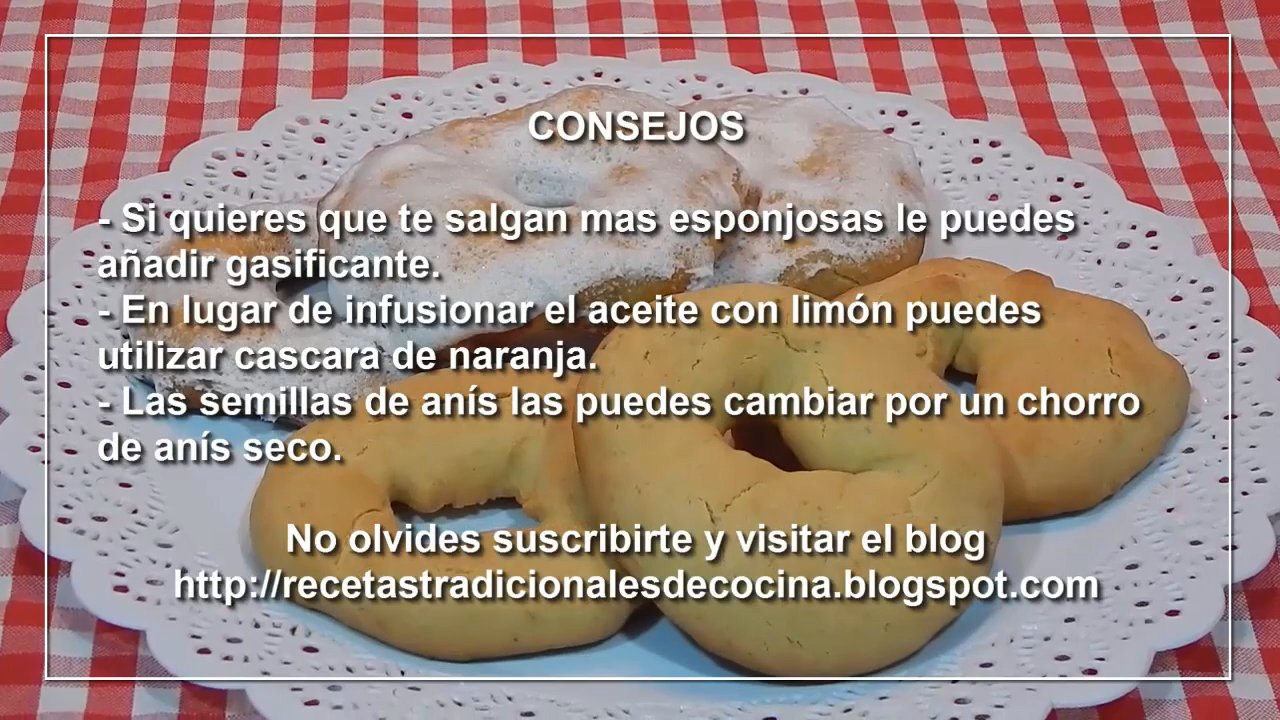 CONSEJOS
- Si quieres que te salgan mas esponjosas le puedes
añadir gasificante.
- En lugar de infusionar el aceite con limón puedes
utilizar cascara de naranja.
- Las semillas de anís las puedes cambiar por un chorro
de anís seco.
No olvides suscribirte y visitar el blog
http://recetastradicionalesdecocina.blogspot.com